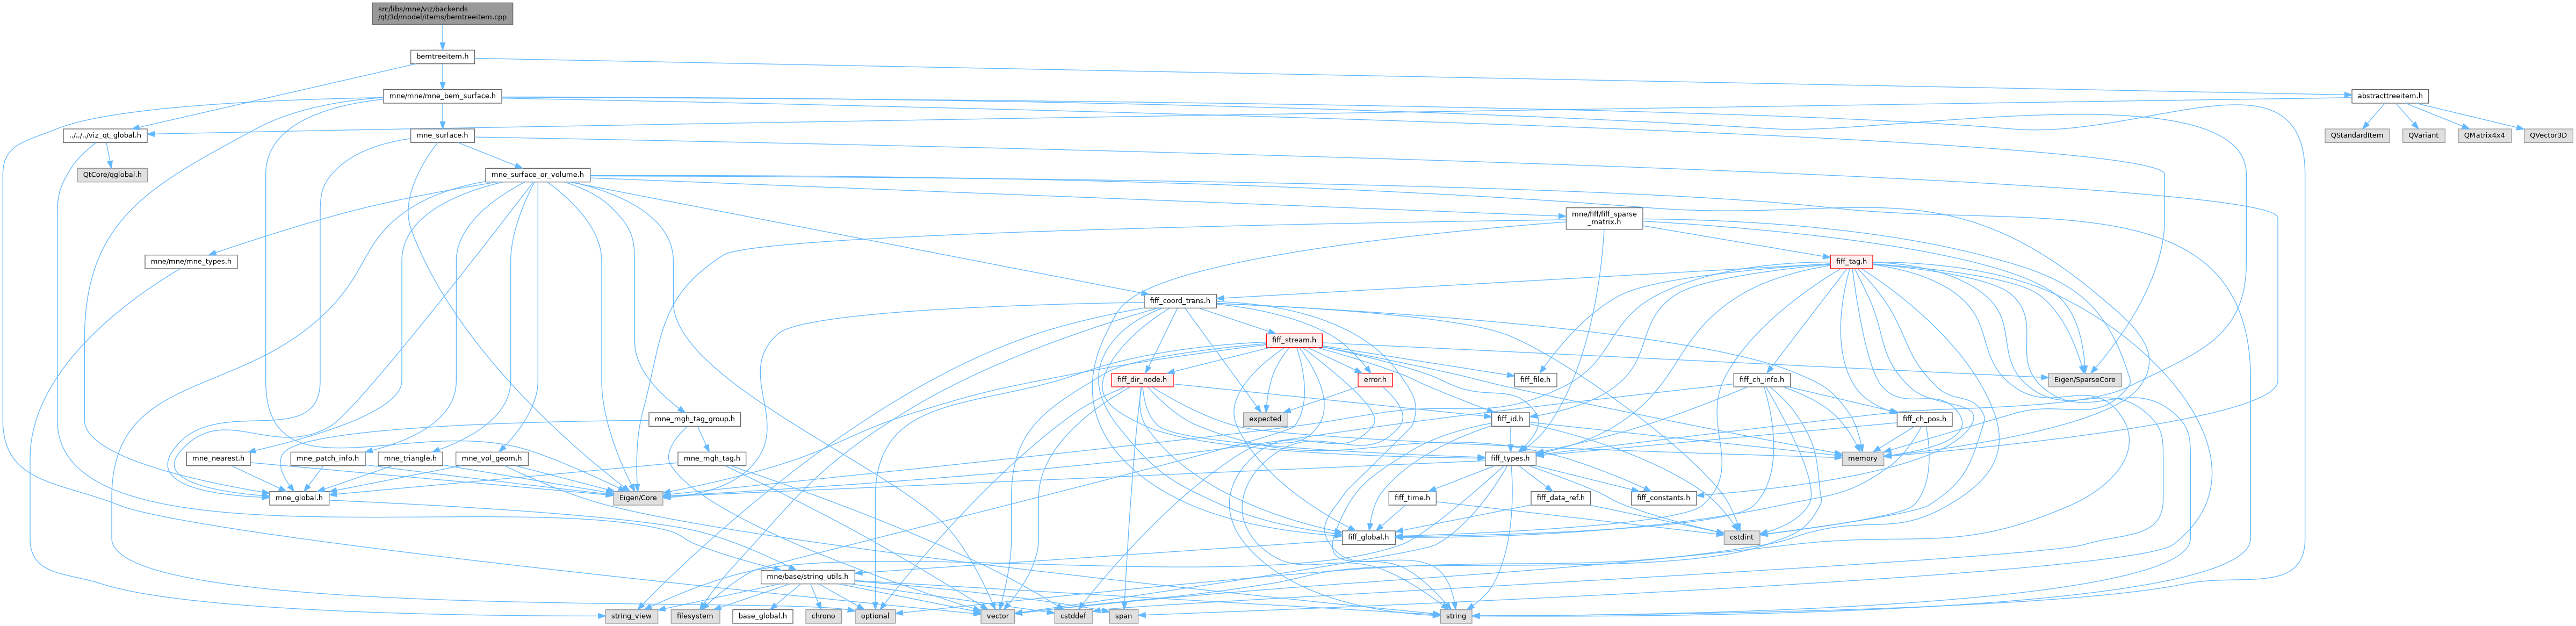 src/libs/mne/viz/backends
/qt/3d/model/items/bemtreeitem.cpp
bemtreeitem.h
mne/mne/mne_bem_surface.h
abstracttreeitem.h
../../../viz_qt_global.h
mne_surface.h
QStandardItem
QVariant
QMatrix4x4
QVector3D
QtCore/qglobal.h
mne_surface_or_volume.h
mne/fiff/fiff_sparse
_matrix.h
mne/mne/mne_types.h
fiff_tag.h
fiff_coord_trans.h
fiff_stream.h
fiff_dir_node.h
error.h
fiff_file.h
fiff_ch_info.h
Eigen/SparseCore
mne_mgh_tag_group.h
expected
fiff_id.h
fiff_ch_pos.h
mne_nearest.h
mne_patch_info.h
mne_triangle.h
mne_vol_geom.h
mne_mgh_tag.h
fiff_types.h
memory
mne_global.h
Eigen/Core
fiff_time.h
fiff_data_ref.h
fiff_constants.h
fiff_global.h
cstdint
mne/base/string_utils.h
string_view
filesystem
base_global.h
chrono
optional
vector
cstddef
span
string